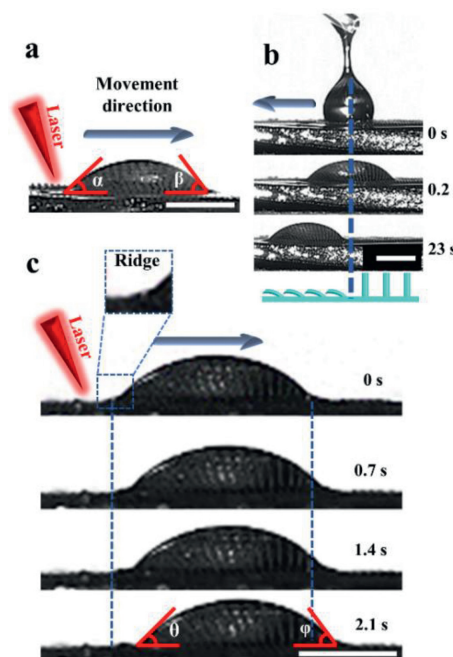 a
Laser
Movement
direction
α
β
b
0 s
0.2
23 s
c
Ridge
Laser
0 s
0.7 s
1.4 s
2.1 s
θ
φ